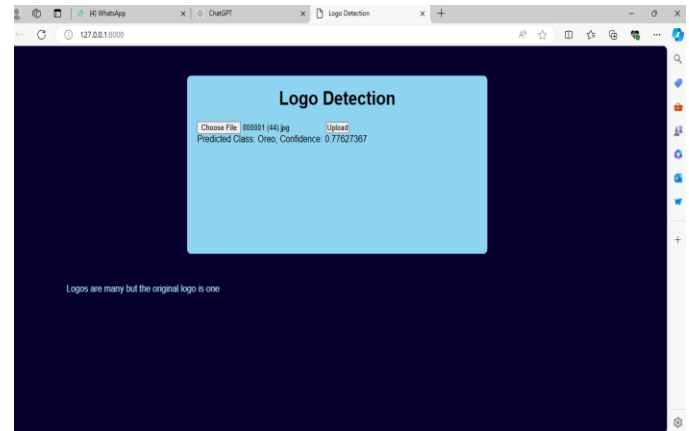 (4) WhatsApp
ChatGPT
Logo Detection
127.0.0.1:8000
Logo Detection
Choose File 000001 (44).jpg Upload
Predicted Class: Oreo, Confidence: 0.77627367
Logos are many but the original logo is one